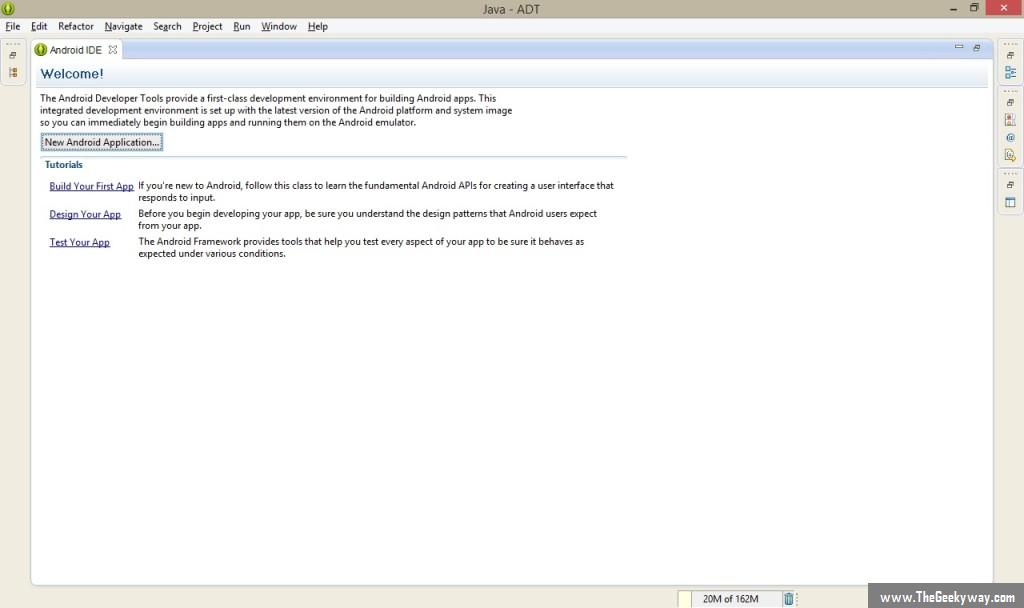 Java - ADT
File Edit Refactor Navigate Search Project Run Window Help
Android IDE
Welcome!
The Android Developer Tools provide a first-class development environment for building Android apps. This
integrated development environment is set up with the latest version of the Android platform and system image
so you can immediately begin building apps and running them on the Android emulator.
New Android Application...
Tutorials
Build Your First App If you're new to Android, follow this class to learn the fundamental Android APIs for creating a user interface that
responds to input.
Design Your App Before you begin developing your app, be sure you understand the design patterns that Android users expect
from your app.
Test Your App The Android Framework provides tools that help you test every aspect of your app to be sure it behaves as
expected under various conditions.
20M of 162M
www.TheGeekyway.com